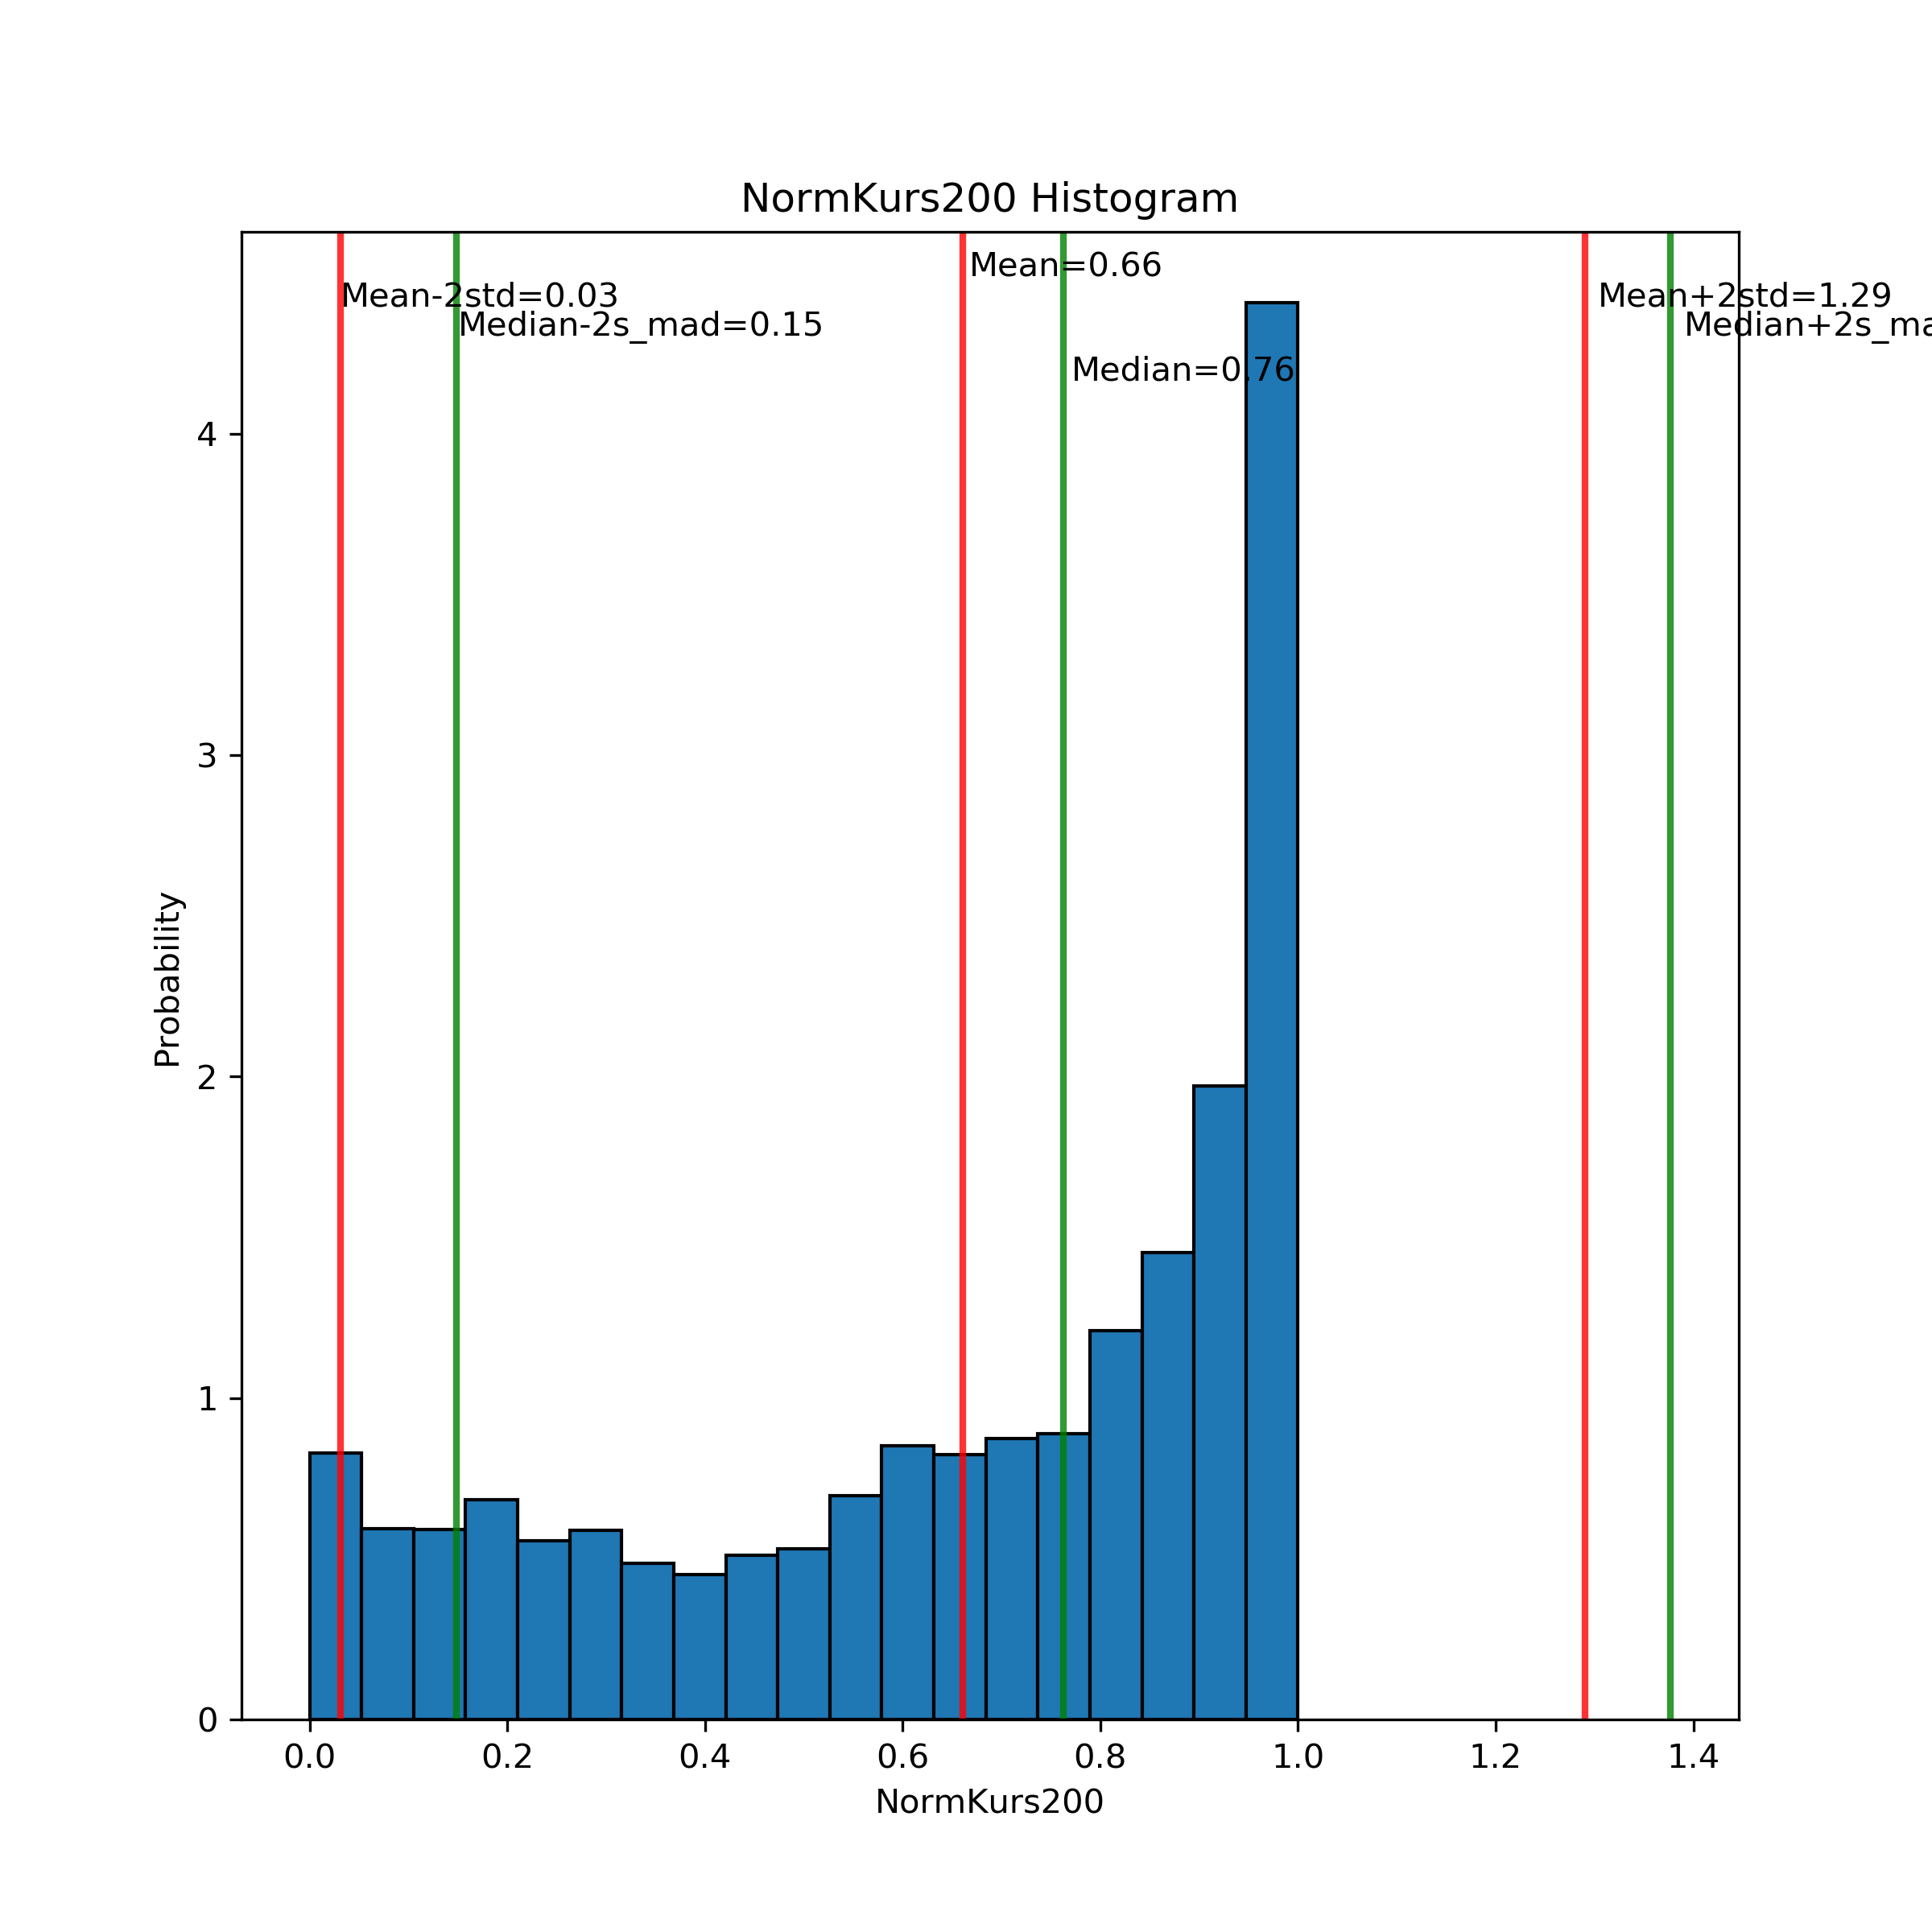 NormKurs200 Histogram
Mean=0.66
Mean-2std=0.03
Mean+2std=1.29
Median-2s_mad=0.15
Median+2s_ma
Median=0.76
4
3
2
1
0
Probability
0.0 0.2 0.4 0.6 0.8 1.0 1.2 1.4
NormKurs200